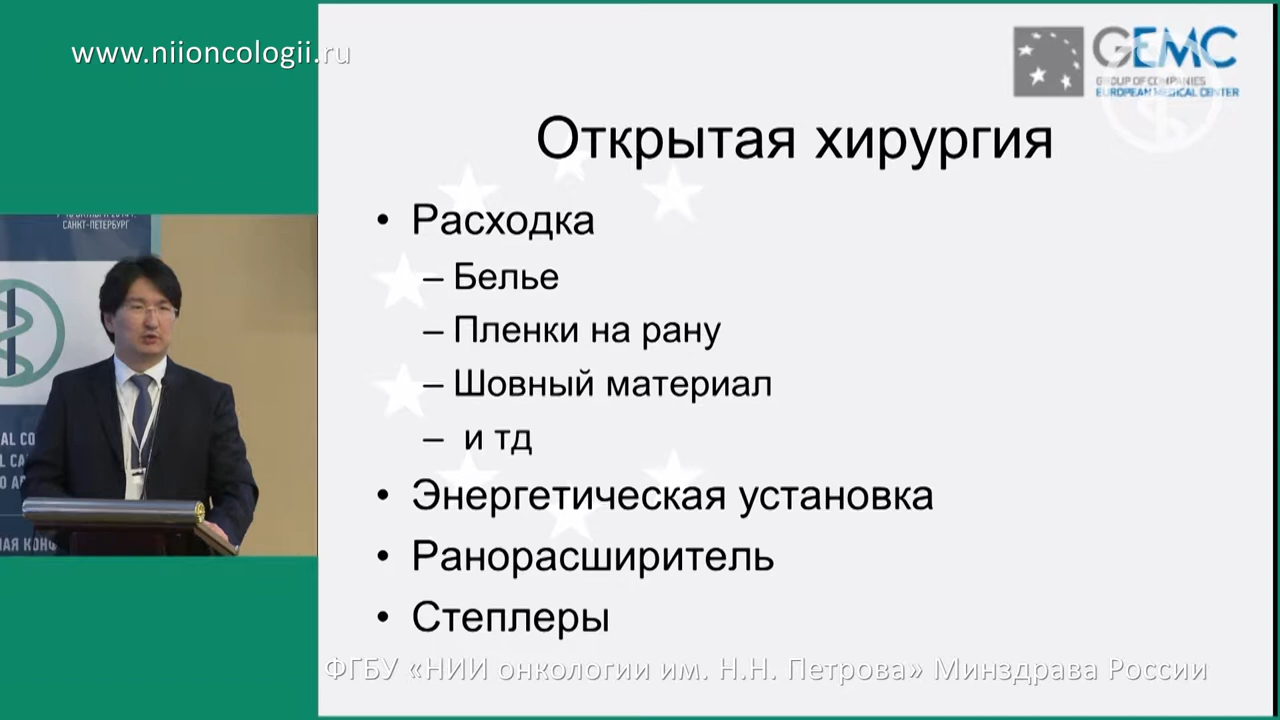 www.niioncologii.ru
GEMC
GROUP OF COMPANIES
EUROPEAN MEDICAL CENTER
Открытая хирургия
• Расходка
– Белье
– Пленки на рану
– Шовный материал
– и тд
• Энергетическая установка
• Ранорасширитель
• Степлеры
САНКТ-ПЕТЕРБУРГ
ФГБУ «НИИ онкологии им. Н.Н. Петрова» Минздрава России